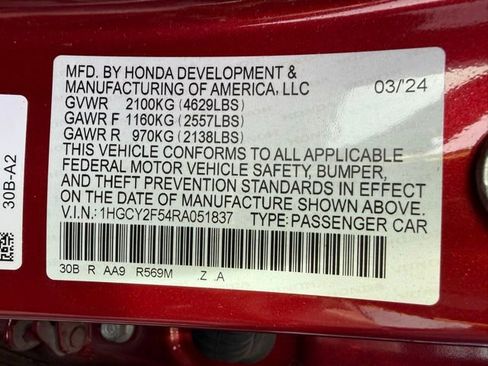 MFD. BY HONDA DEVELOPMENT &
MANUFACTURING OF AMERICA, LLC 03/'24
GVWR 2100KG (4629LBS)
GAWR F 1160KG (2557LBS)
GAWR R 970KG (2138LBS)
THIS VEHICLE CONFORMS TO ALL APPLICABLE
FEDERAL MOTOR VEHICLE SAFETY, BUMPER,
AND THEFT PREVENTION STANDARDS IN EFFECT
ON THE DATE OF MANUFACTURE SHOWN ABOVE.
V.I.N.: 1HGCY2F54RA051837 TYPE: PASSENGER CAR
30B R AA9 R569M .Z .A
30B-A2